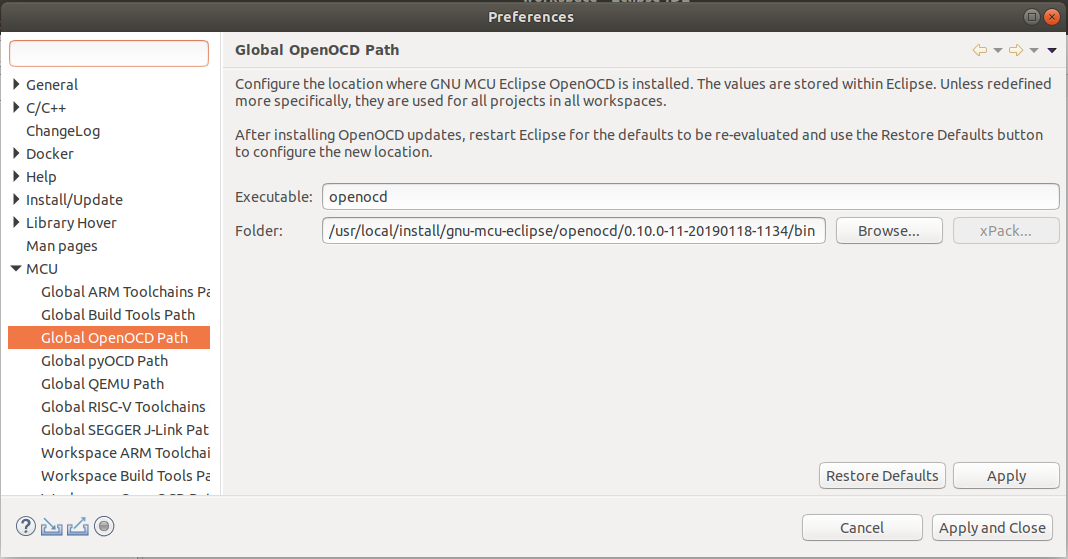 Preferences
Global OpenOCD Path
General
C/C++
ChangeLog
Docker
Help
Install/Update
Library Hover
Man pages
MCU
Global ARM Toolchains Pa
Global Build Tools Path
Global OpenOCD Path
Global pyOCD Path
Global QEMU Path
Global RISC-V Toolchains
Global SEGGER J-Link Pat
Workspace ARM Toolchai
Workspace Build Tools Pa
Configure the location where GNU MCU Eclipse OpenOCD is installed. The values are stored within Eclipse. Unless redefined
more specifically, they are used for all projects in all workspaces.
After installing OpenOCD updates, restart Eclipse for the defaults to be re-evaluated and use the Restore Defaults button
to configure the new location.
Executable: openocd
Folder: /usr/local/install/gnu-mcu-eclipse/openocd/0.10.0-11-20190118-1134/bin Browse... xPack...
Restore Defaults Apply
Cancel Apply and Close